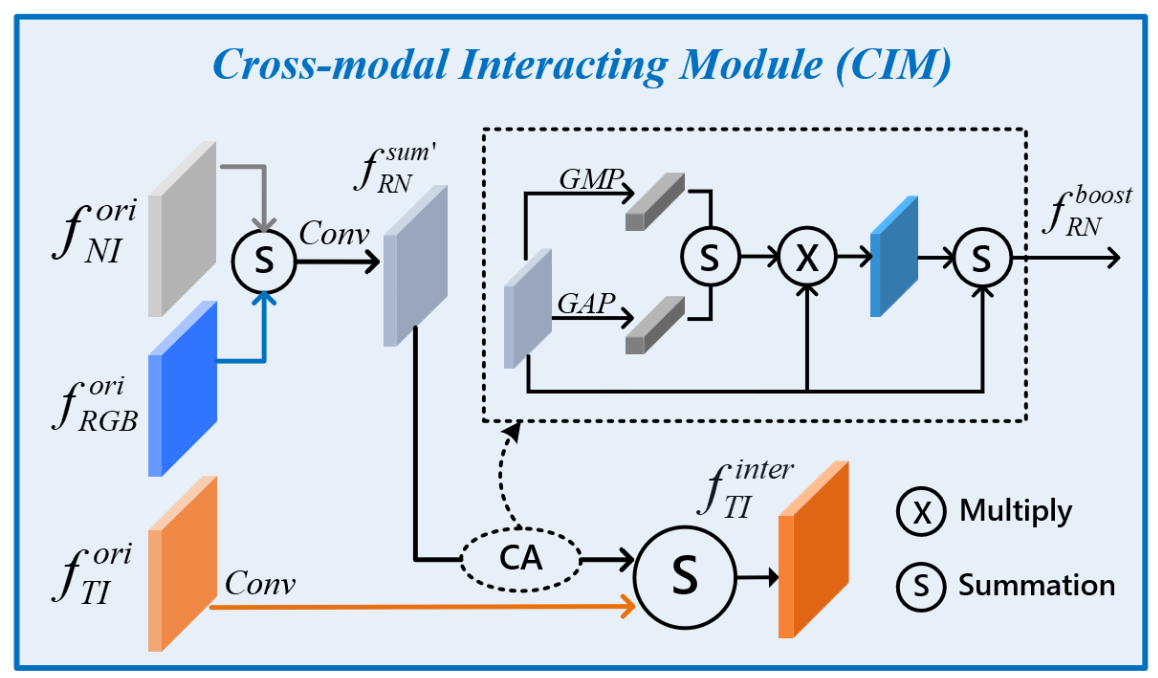 Cross-modal Interacting Module (CIM)
f_{NI}^{ori}
S
Conv
f_{RN}^{sum'}
GMP
GAP
S
X
S
f_{RN}^{boost}
f_{RGB}^{ori}
f_{TI}^{ori}
Conv
CA
S
f_{TI}^{inter}
X Multiply
S Summation